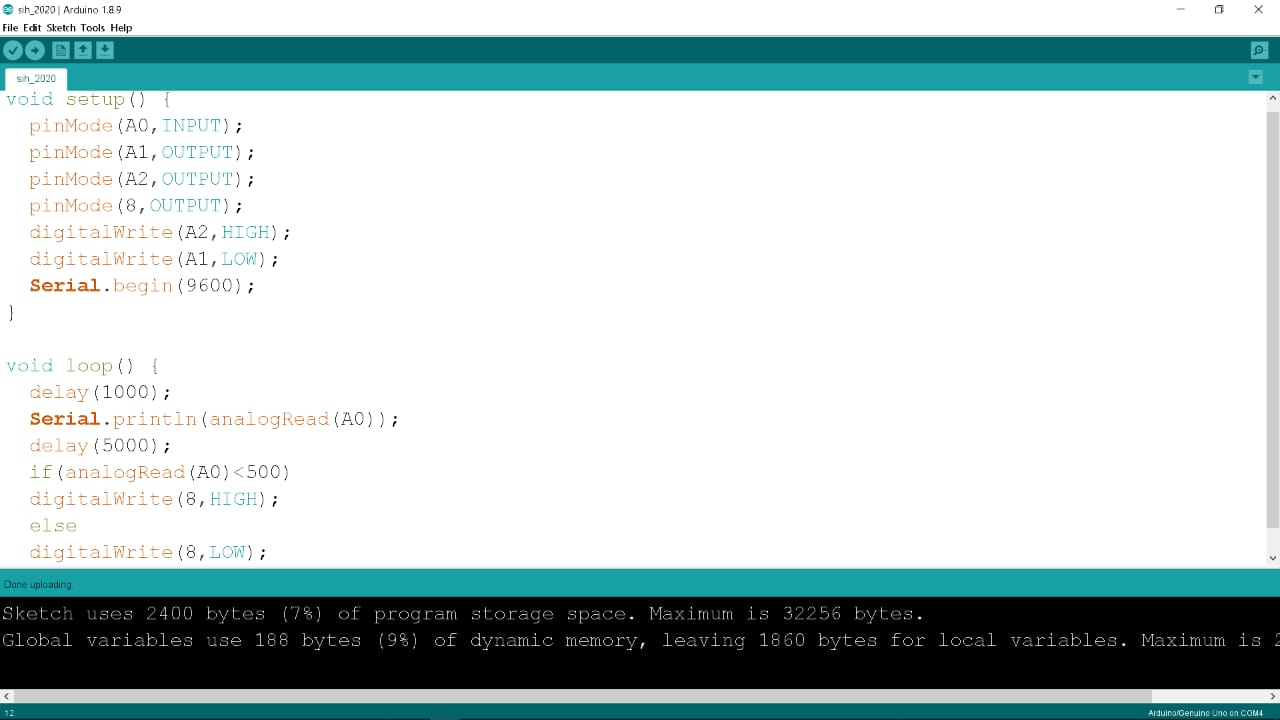 sih_2020 | Arduino 1.8.9
File Edit Sketch Tools Help
sih_2020
void setup() {
  pinMode(A0,INPUT);
  pinMode(A1,OUTPUT);
  pinMode(A2,OUTPUT);
  pinMode(8,OUTPUT);
  digitalWrite(A2,HIGH);
  digitalWrite(A1,LOW);
  Serial.begin(9600);
}
void loop() {
  delay(1000);
  Serial.println(analogRead(A0));
  delay(5000);
  if(analogRead(A0)<500)
  digitalWrite(8,HIGH);
  else
  digitalWrite(8,LOW);
Done uploading.
Sketch uses 2400 bytes (7%) of program storage space. Maximum is 32256 bytes.
Global variables use 188 bytes (9%) of dynamic memory, leaving 1860 bytes for local variables. Maximum is 2
12
Arduino/Genuino Uno on COM4